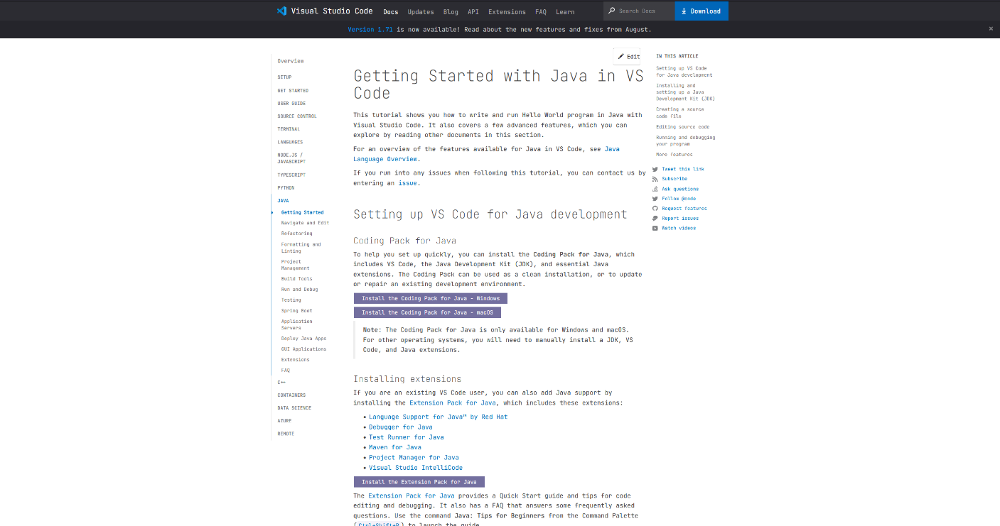 Visual Studio Code Docs Updates Blog API Extensions FAQ Learn Search Docs Download
Version 1.71 is now available! Read about the new features and fixes from August. ×
Overview
SETUP
GET STARTED
USER GUIDE
SOURCE CONTROL
TERMINAL
LANGUAGES
NODE.JS /
JAVASCRIPT
TYPESCRIPT
PYTHON
JAVA
Getting Started
Navigate and Edit
Refactoring
Formatting and
Linting
Project
Management
Build Tools
Run and Debug
Testing
Spring Boot
Application
Servers
Deploy Java Apps
GUI Applications
Extensions
FAQ
C++
CONTAINERS
DATA SCIENCE
AZURE
REMOTE
Edit
Getting Started with Java in VS
Code
This tutorial shows you how to write and run Hello World program in Java with
Visual Studio Code. It also covers a few advanced features, which you can
explore by reading other documents in this section.
For an overview of the features available for Java in VS Code, see Java
Language Overview.
If you run into any issues when following this tutorial, you can contact us by
entering an issue.
Setting up VS Code for Java development
Coding Pack for Java
To help you set up quickly, you can install the Coding Pack for Java, which
includes VS Code, the Java Development Kit (JDK), and essential Java
extensions. The Coding Pack can be used as a clean installation, or to update
or repair an existing development environment.
Install the Coding Pack for Java - Windows
Install the Coding Pack for Java - macOS
Note: The Coding Pack for Java is only available for Windows and macOS.
For other operating systems, you will need to manually install a JDK, VS
Code, and Java extensions.
Installing extensions
If you are an existing VS Code user, you can also add Java support by
installing the Extension Pack for Java, which includes these extensions:
• Language Support for Java™ by Red Hat
• Debugger for Java
• Test Runner for Java
• Maven for Java
• Project Manager for Java
• Visual Studio IntelliCode
Install the Extension Pack for Java
The Extension Pack for Java provides a Quick Start guide and tips for code
editing and debugging. It also has a FAQ that answers some frequently asked
questions. Use the command Java: Tips for Beginners from the Command Palette
(Ctrl+Shift+P) to launch the guide.
IN THIS ARTICLE
Setting up VS Code
for Java development
Installing and
setting up a Java
Development Kit (JDK)
Creating a source
code file
Editing source code
Running and debugging
your program
More features
Tweet this link
Subscribe
Ask questions
Follow @code
Request features
Report issues
Watch videos